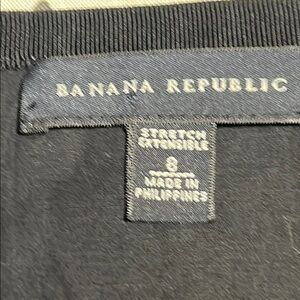 BANANA REPUBLIC
STRETCH
EXTENSIBLE
8
MADE IN
PHILIPPINES